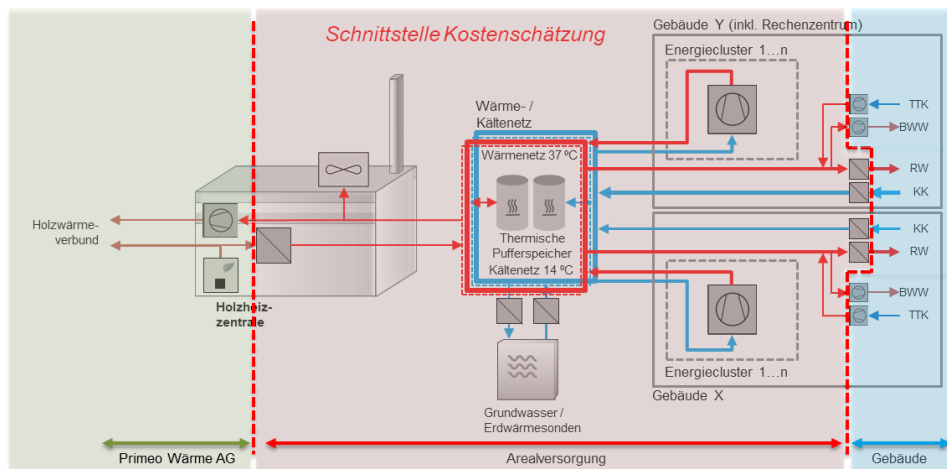 Schnittstelle Kostenschätzung
Gebäude Y (inkl. Rechenzentrum)
Energiecluster 1…n
Wärme- /
Kältenetz
Wärmenetz 37 ºC
Thermische
Pufferspeicher
Kältenetz 14 ºC
TTK
BWW
RW
KK
KK
RW
BWW
TTK
Holzwärme-
verbund
Holzheiz-
zentrale
Energiecluster 1…n
Gebäude X
Grundwasser /
Erdwärmesonden
Primeo Wärme AG
Arealversorgung
Gebäude